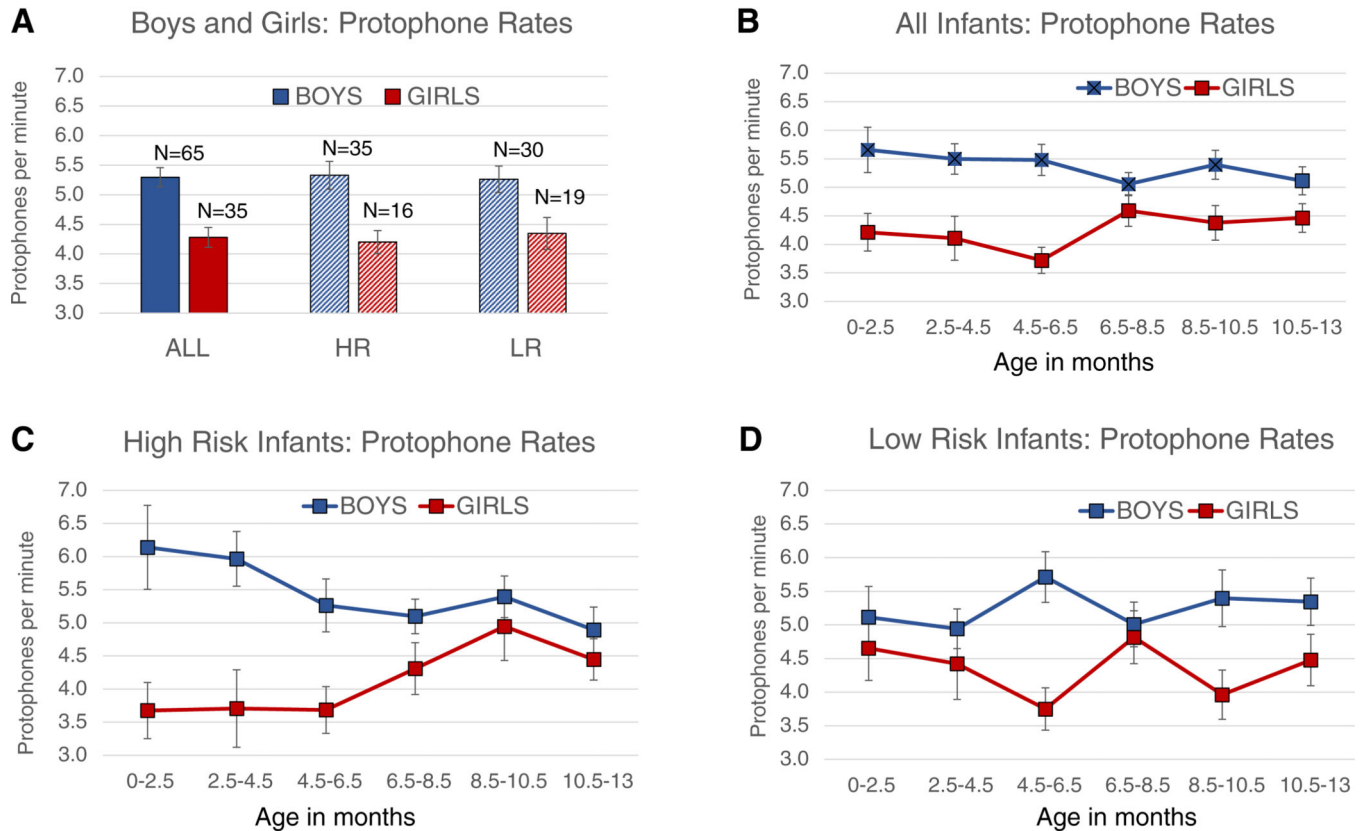 A Boys and Girls: Protophone Rates
Protophones per minute
7.0
6.5
6.0
5.5
5.0
4.5
4.0
3.5
3.0
BOYS GIRLS
N=65
N=35
N=35
N=16
N=30
N=19
ALL HR LR
B All Infants: Protophone Rates
Protophones per minute
7.0
6.5
6.0
5.5
5.0
4.5
4.0
3.5
3.0
BOYS GIRLS
0-2.5 2.5-4.5 4.5-6.5 6.5-8.5 8.5-10.5 10.5-13
Age in months
C High Risk Infants: Protophone Rates
Protophones per minute
7.0
6.5
6.0
5.5
5.0
4.5
4.0
3.5
3.0
BOYS GIRLS
0-2.5 2.5-4.5 4.5-6.5 6.5-8.5 8.5-10.5 10.5-13
Age in months
D Low Risk Infants: Protophone Rates
Protophones per minute
7.0
6.5
6.0
5.5
5.0
4.5
4.0
3.5
3.0
BOYS GIRLS
0-2.5 2.5-4.5 4.5-6.5 6.5-8.5 8.5-10.5 10.5-13
Age in months